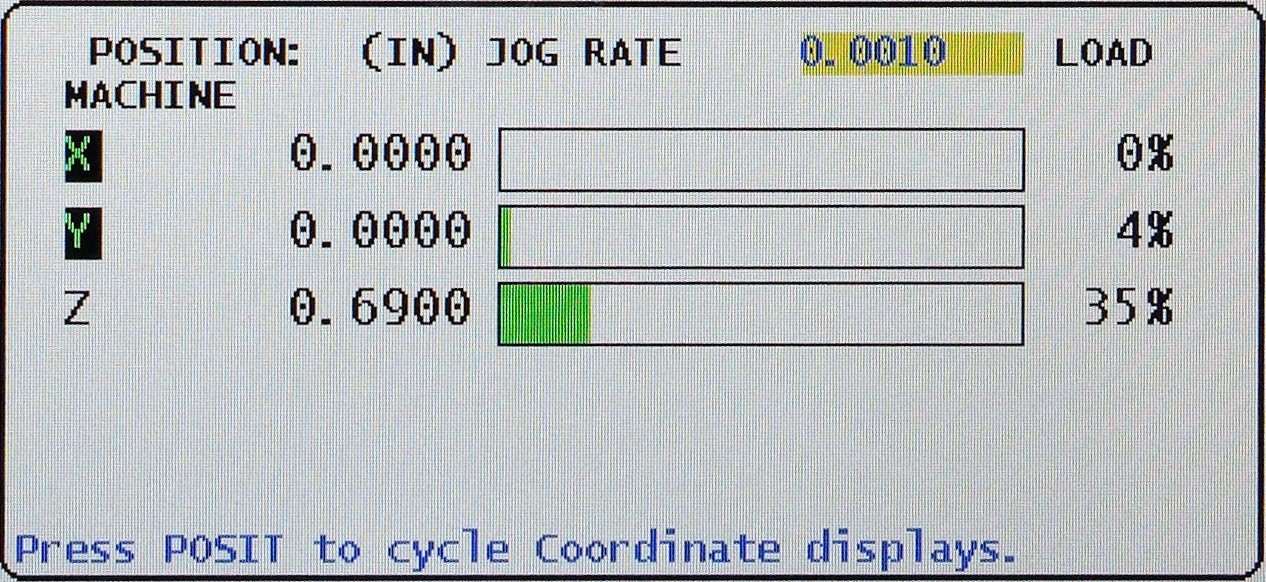 POSITION: (IN) JOG RATE 0.0010 LOAD
MACHINE
X 0.0000 0%
Y 0.0000 4%
Z 0.6900 35%
Press POSIT to cycle Coordinate displays.